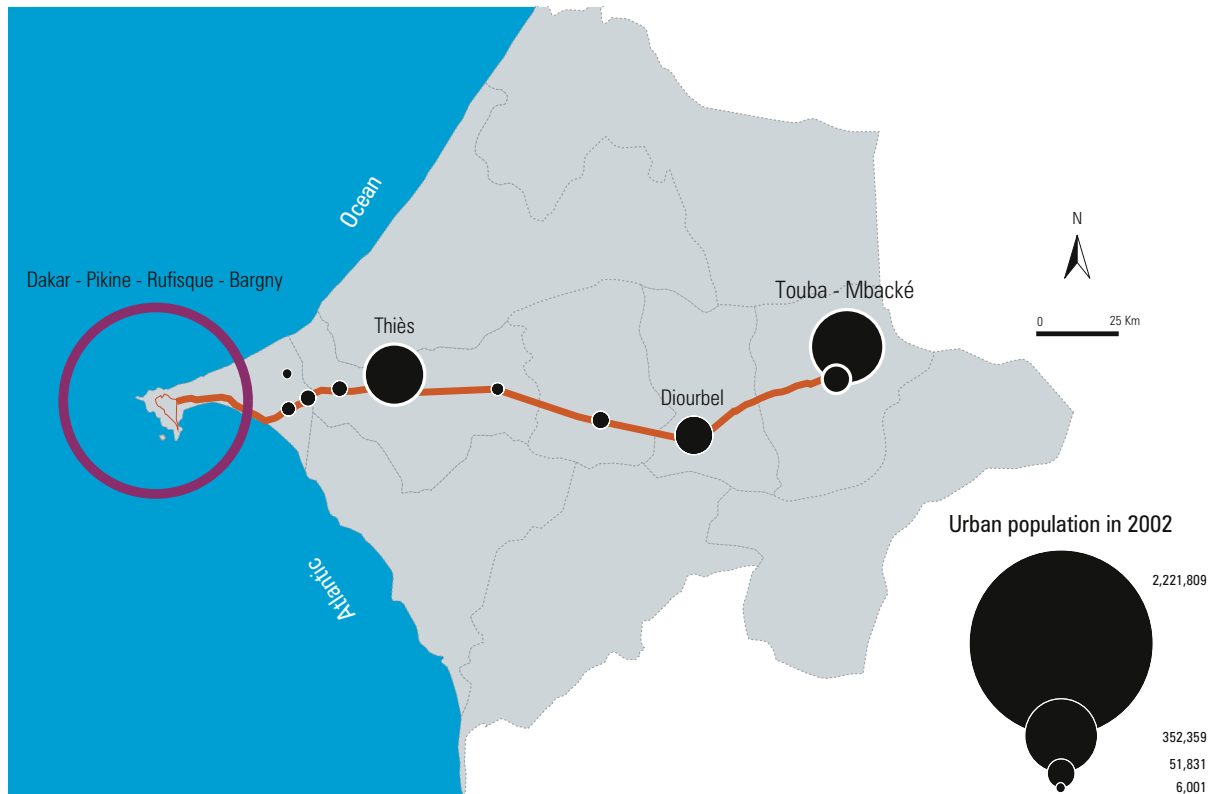 Ocean
N
Dakar - Pikine - Rufisque - Bargny
Touba - Mbacké
0 25 Km
Thiès
Diourbel
Atlantic
Urban population in 2002
2,221,809
352,359
51,831
6,001